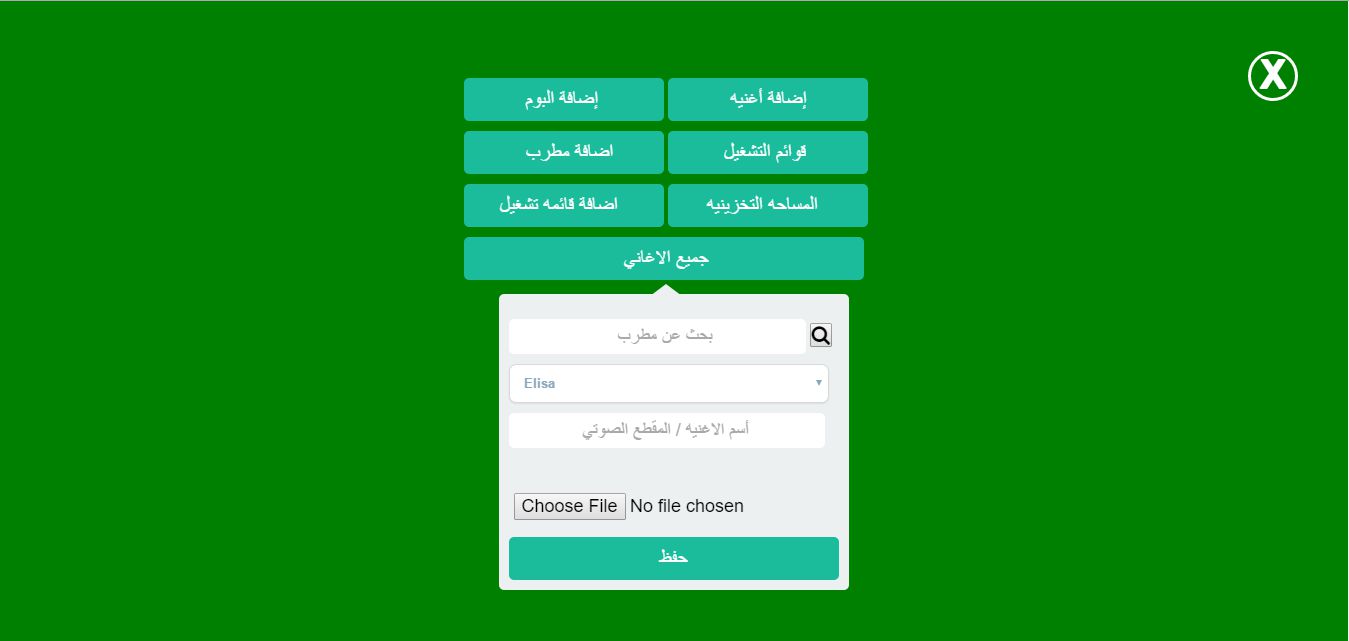 X
إضافة أغنيه
إضافة البوم
قوائم التشغيل
اضافة مطرب
المساحه التخزينيه
اضافة قائمه تشغيل
جميع الاغاني
بحث عن مطرب
Elisa
أسم الاغنيه / المقطع الصوتي
Choose File No file chosen
حفظ